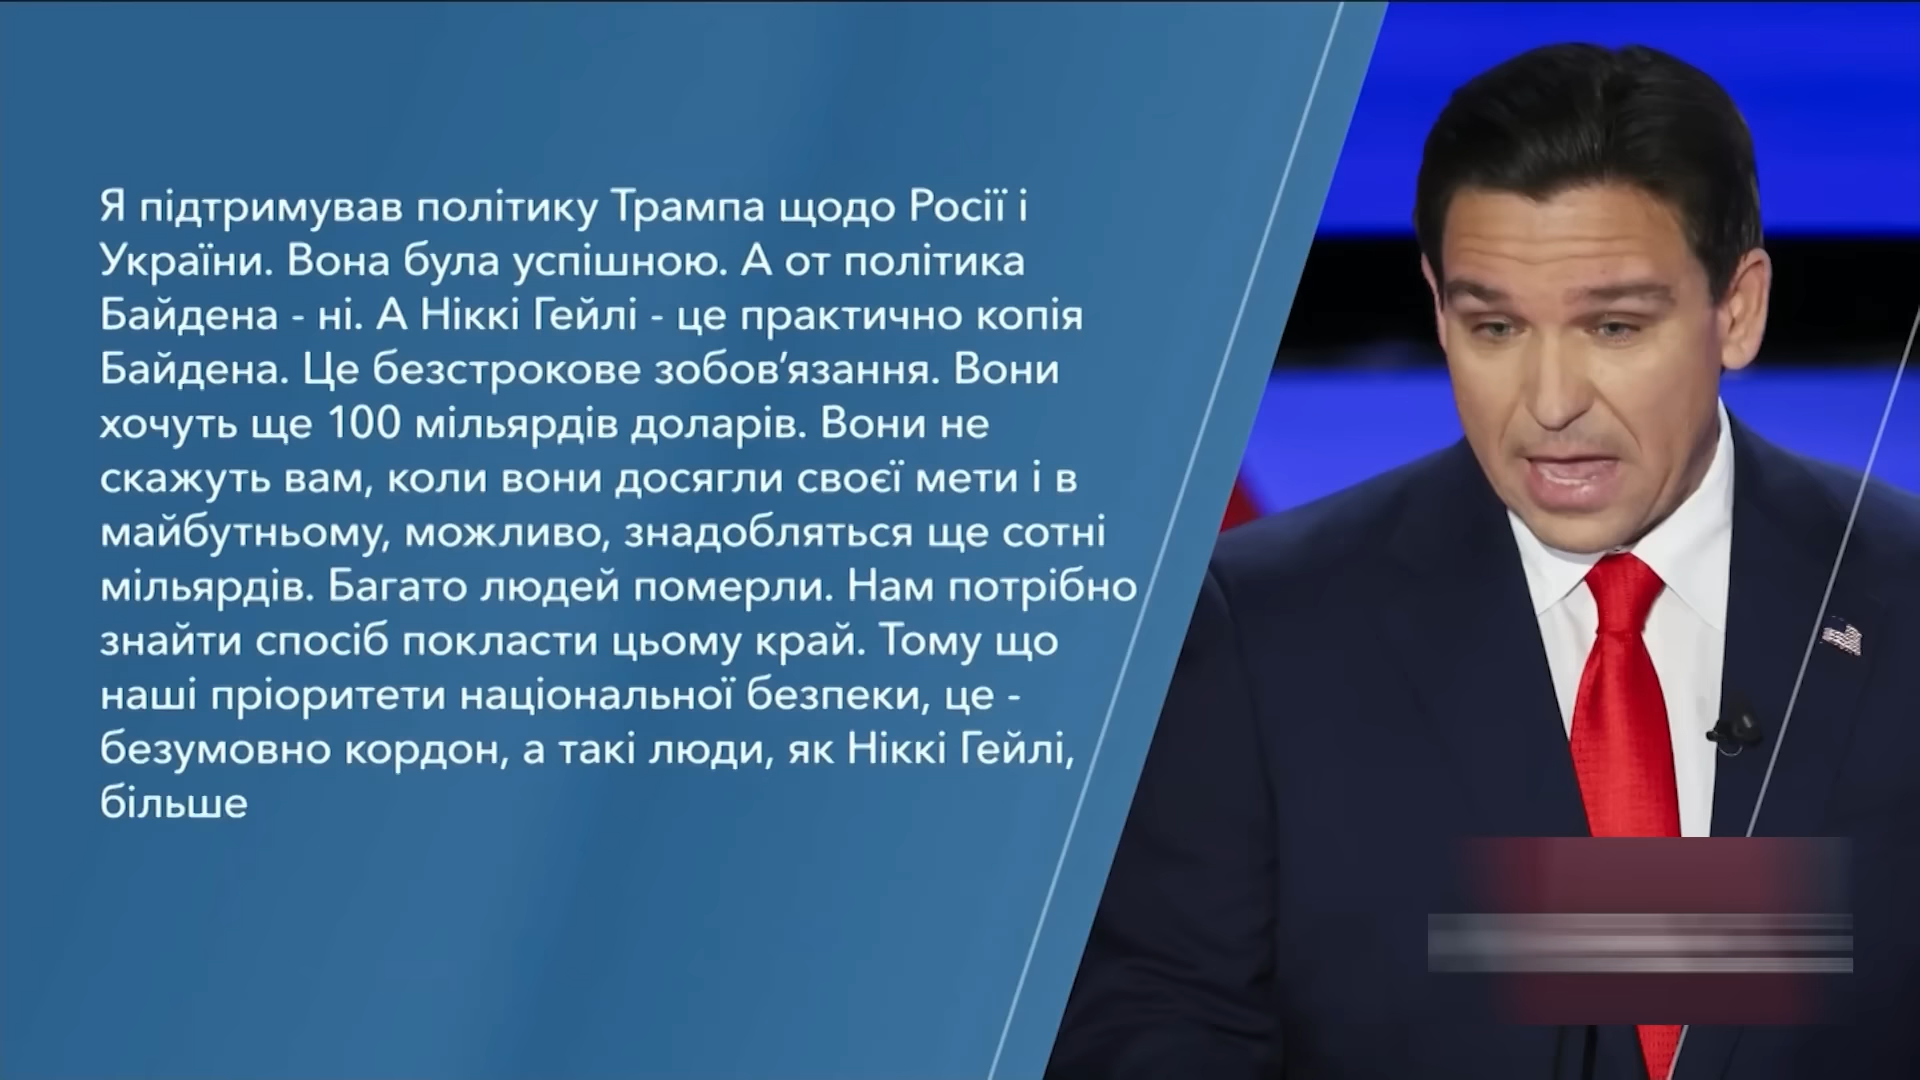 Я підтримував політику Трампа щодо Росії і
України. Вона була успішною. А от політика
Байдена - ні. А Ніккі Гейлі - це практично копія
Байдена. Це безстрокове зобов’язання. Вони
хочуть ще 100 мільярдів доларів. Вони не
скажуть вам, коли вони досягли своєї мети і в
майбутньому, можливо, знадобляться ще сотні
мільярдів. Багато людей померли. Нам потрібно
знайти спосіб покласти цьому край. Тому що
наші пріоритети національної безпеки, це -
безумовно кордон, а такі люди, як Ніккі Гейлі,
більше